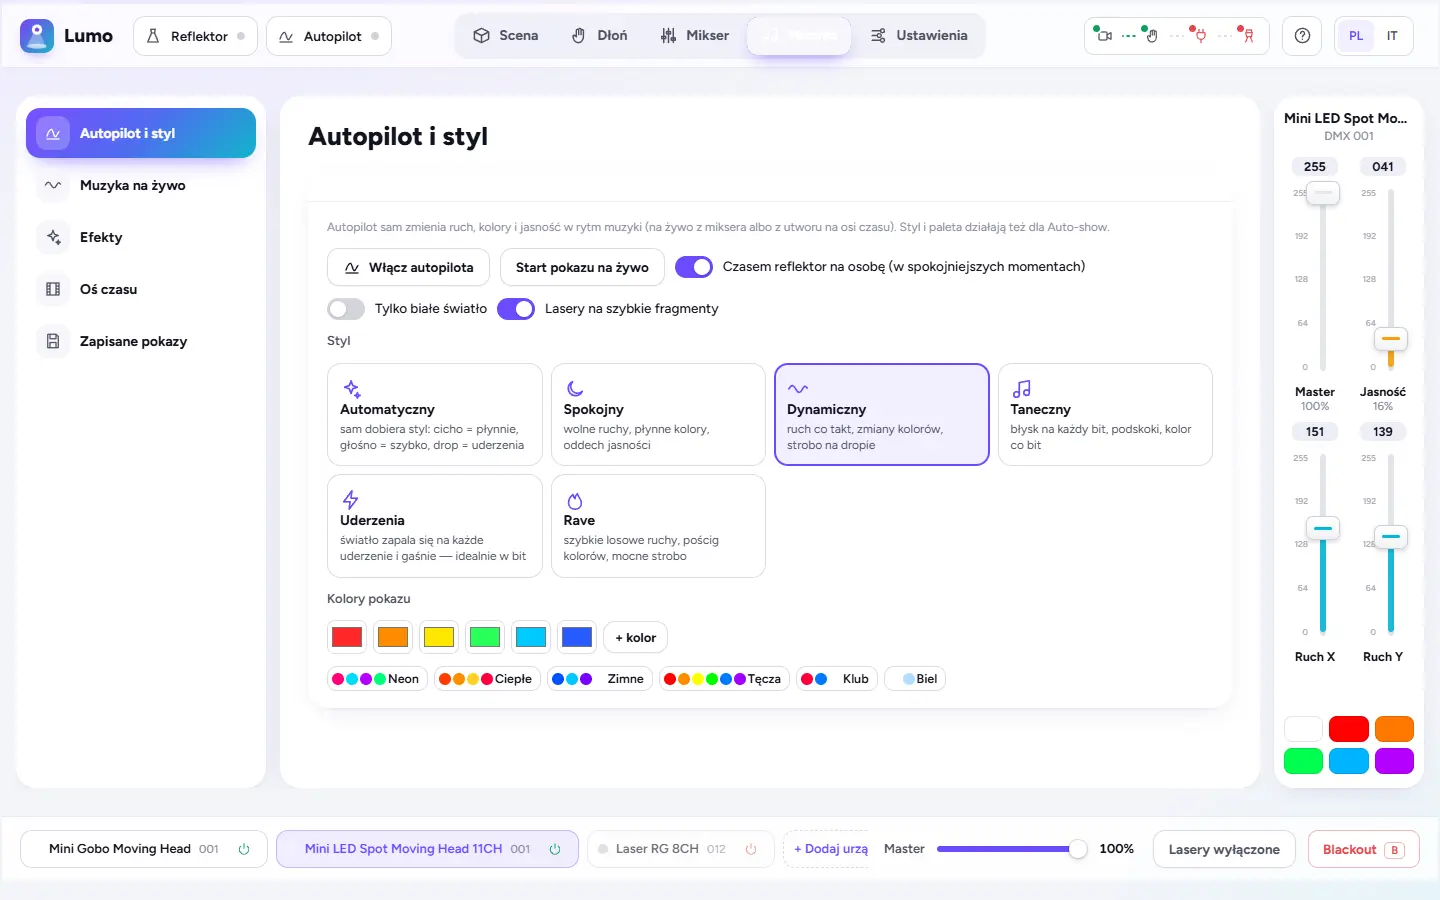 Lumo
Reflektor
Autopilot
Scena
Dłoń
Mikser
Ustawienia
PL
IT
Autopilot i styl
Muzyka na żywo
Efekty
Oś czasu
Zapisane pokazy
Autopilot i styl
Autopilot sam zmienia ruch, kolory i jasność w rytm muzyki (na żywo z miksera albo z utworu na osi czasu). Styl i paleta działają też dla Auto-show.
Włącz autopilota
Start pokazu na żywo
Czasem reflektor na osobę (w spokojniejszych momentach)
Tylko białe światło
Lasery na szybkie fragmenty
Styl
Automatyczny
sam dobiera styl: cicho = płynnie,
głośno = szybko, drop = uderzenia
Spokojny
wolne ruchy, płynne kolory,
oddech jasności
Dynamiczny
ruch co takt, zmiany kolorów,
strobo na dropie
Taneczny
błysk na każdy bit, podskoki, kolor
co bit
Uderzenia
światło zapala się na każde
uderzenie i gaśnie — idealnie w bit
Rave
szybkie losowe ruchy, pościg
kolorów, mocne strobo
Kolory pokazu
+ kolor
Neon
Ciepłe
Zimne
Tęcza
Klub
Biel
Mini LED Spot Mo...
DMX 001
255
041
255
255
192
192
128
128
64
64
0
0
Master
Jasność
100%
16%
151
139
255
255
192
192
128
128
64
64
0
0
Ruch X
Ruch Y
Mini Gobo Moving Head 001
Mini LED Spot Moving Head 11CH 001
Laser RG 8CH 012
+ Dodaj urzą
Master
100%
Lasery wyłączone
Blackout B